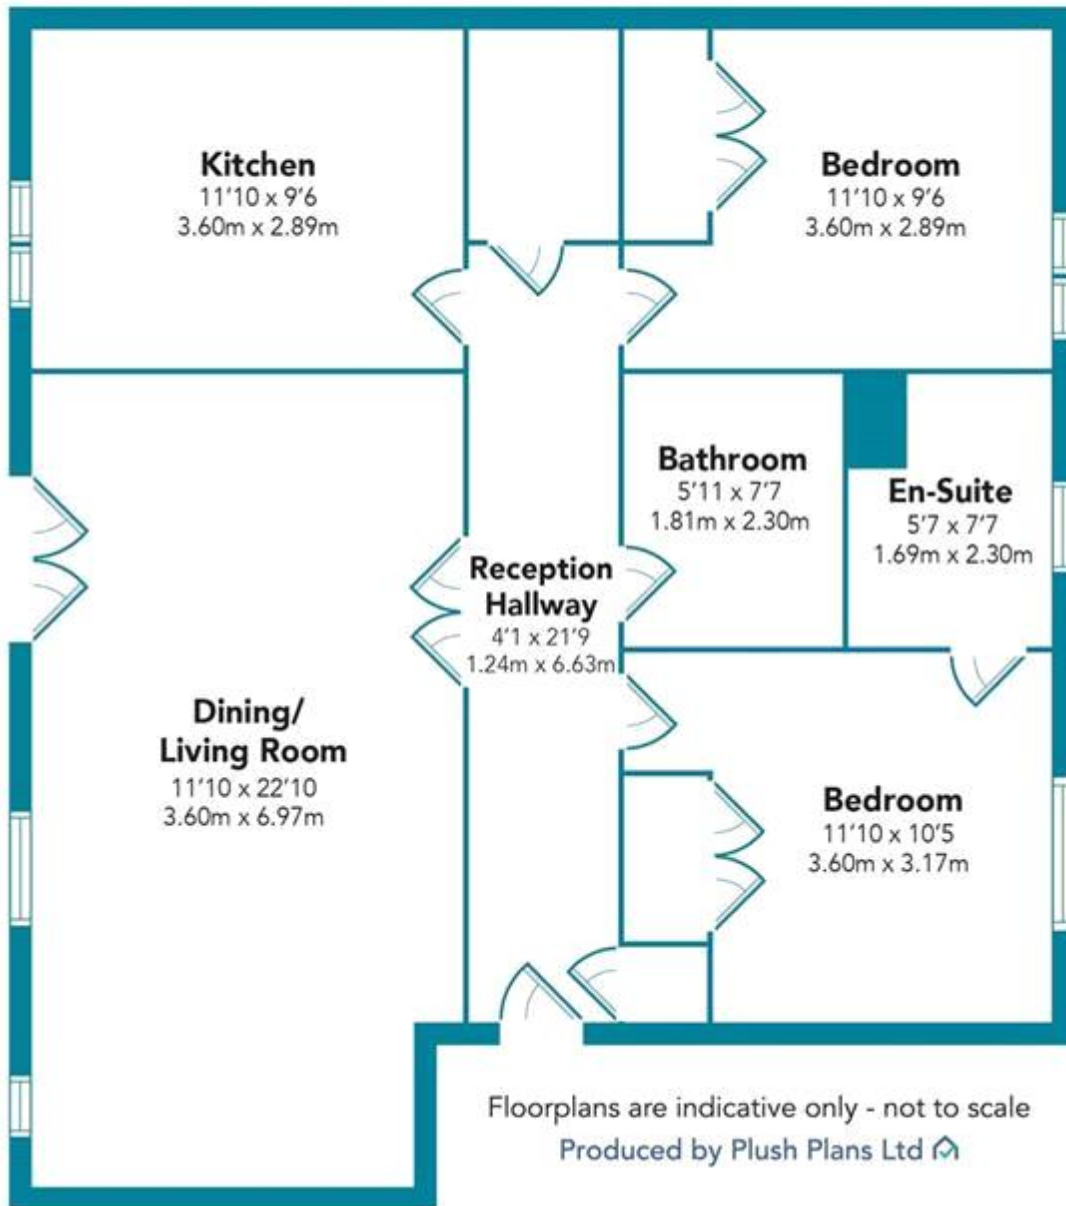 Kitchen
11'10 x 9'6
3.60m x 2.89m
Bedroom
11'10 x 9'6
3.60m x 2.89m
Bathroom
5'11 x 7'7
1.81m x 2.30m
En-Suite
5'7 x 7'7
1.69m x 2.30m
Reception
Hallway
4'1 x 21'9
1.24m x 6.63m
Dining/
Living Room
11'10 x 22'10
3.60m x 6.97m
Bedroom
11'10 x 10'5
3.60m x 3.17m
Floorplans are indicative only - not to scale
Produced by Plush Plans Ltd